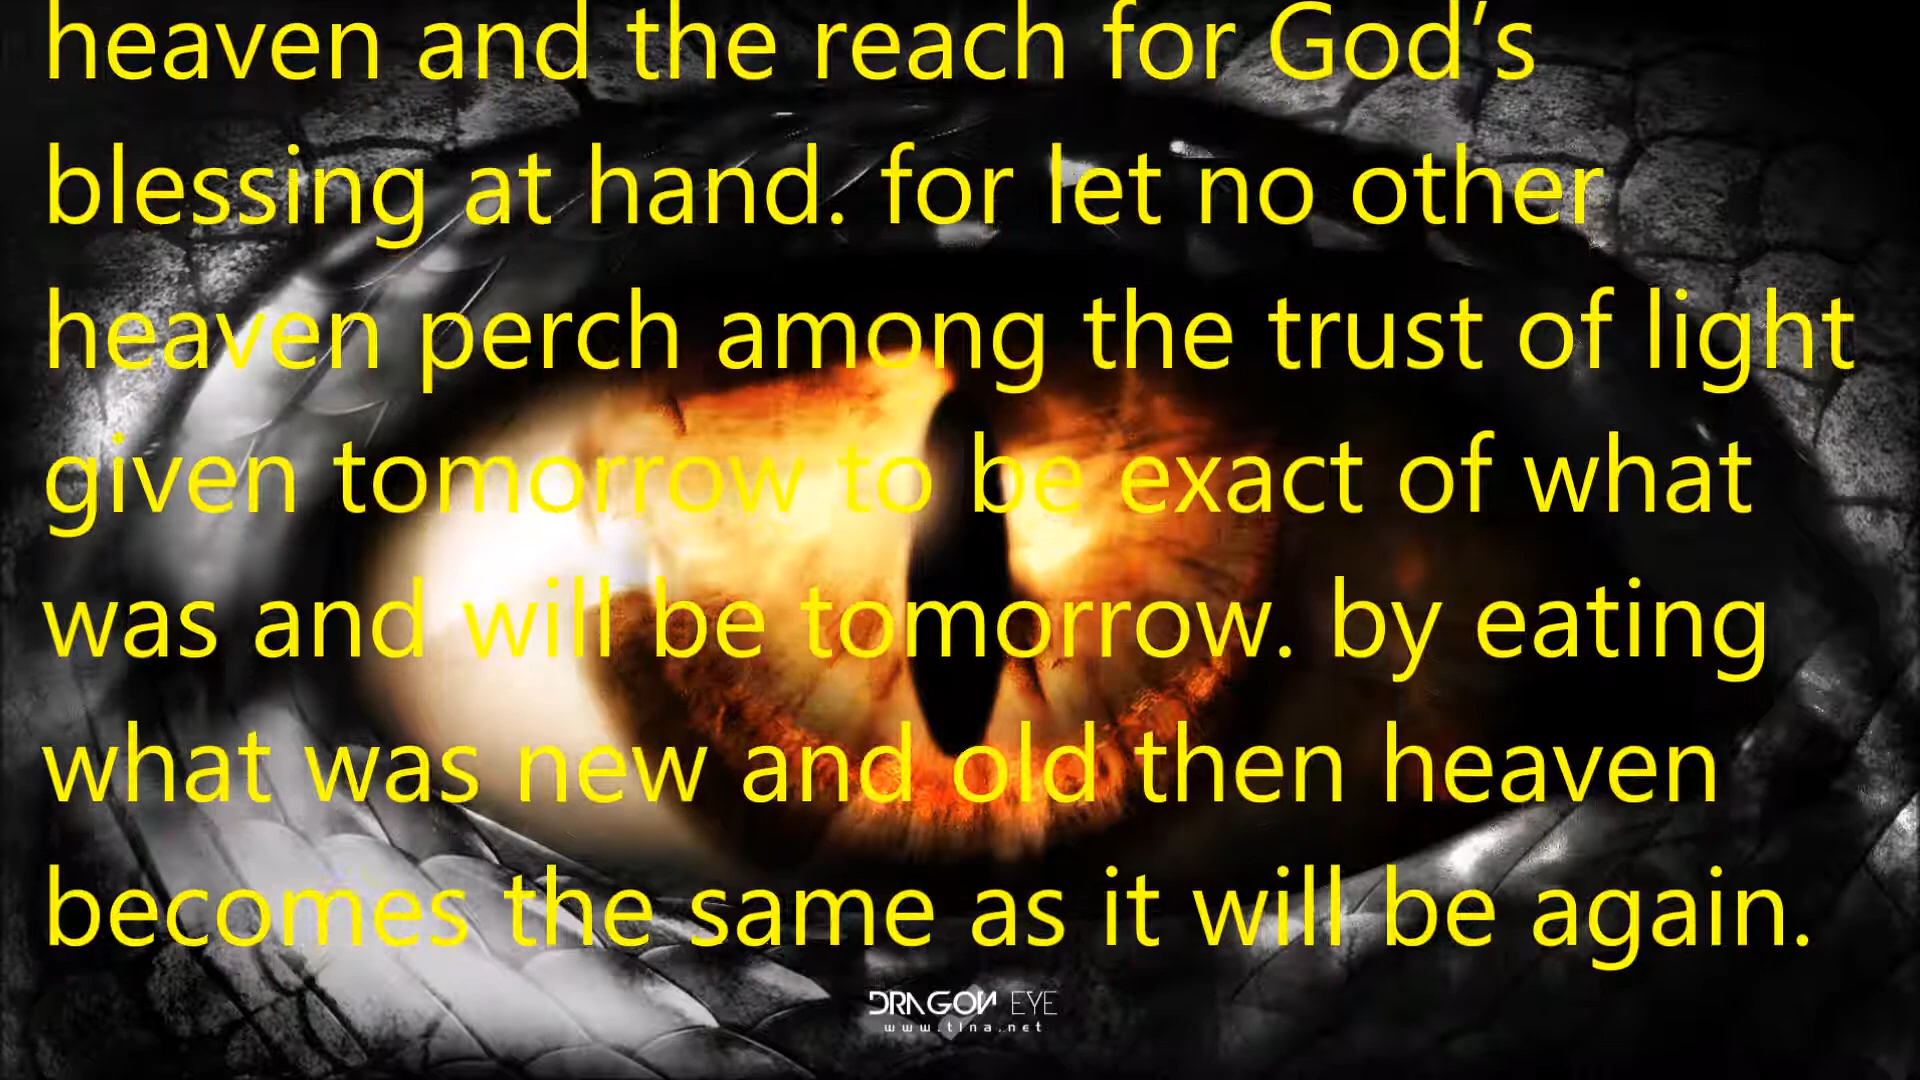 heaven and the reach for God's
blessing at hand. for let no other
heaven perch among the trust of light
given tomorrow to be exact of what
was and will be tomorrow. by eating
what was new and old then heaven
becomes the same as it will be again.
DRAGON EYE
www.tlna.net